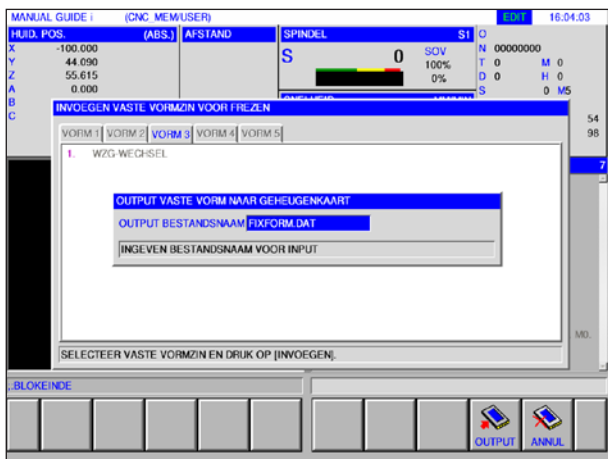 MANUAL GUIDE i (CNC_MEM/USER) EDIT 16.04.03
HUID. POS. (ABS.) AFSTAND SPINDEL S1 O
X -100.000 S 0 SOV N 00000000
Y 44.090 100% T 0 M 0
Z 55.615 0% D 0 H 0
A 0.000 S 0 M5
B
C 54
98
INVOEGEN VASTE VORMZIN VOOR FREZEN
VORM 1 VORM 2 VORM 3 VORM 4 VORM 5
1. WZG-WECHSEL 7
OUTPUT VASTE VORM NAAR GEHEUGENKAART
OUTPUT BESTANDSNAAM FIXFORM.DAT
INGEVEN BESTANDSNAAM VOOR INPUT
M0.
SELECTEER VASTE VORMZIN EN DRUK OP [INVOEGEN].
;:BLOKEINDE
OUTPUT ANNUL